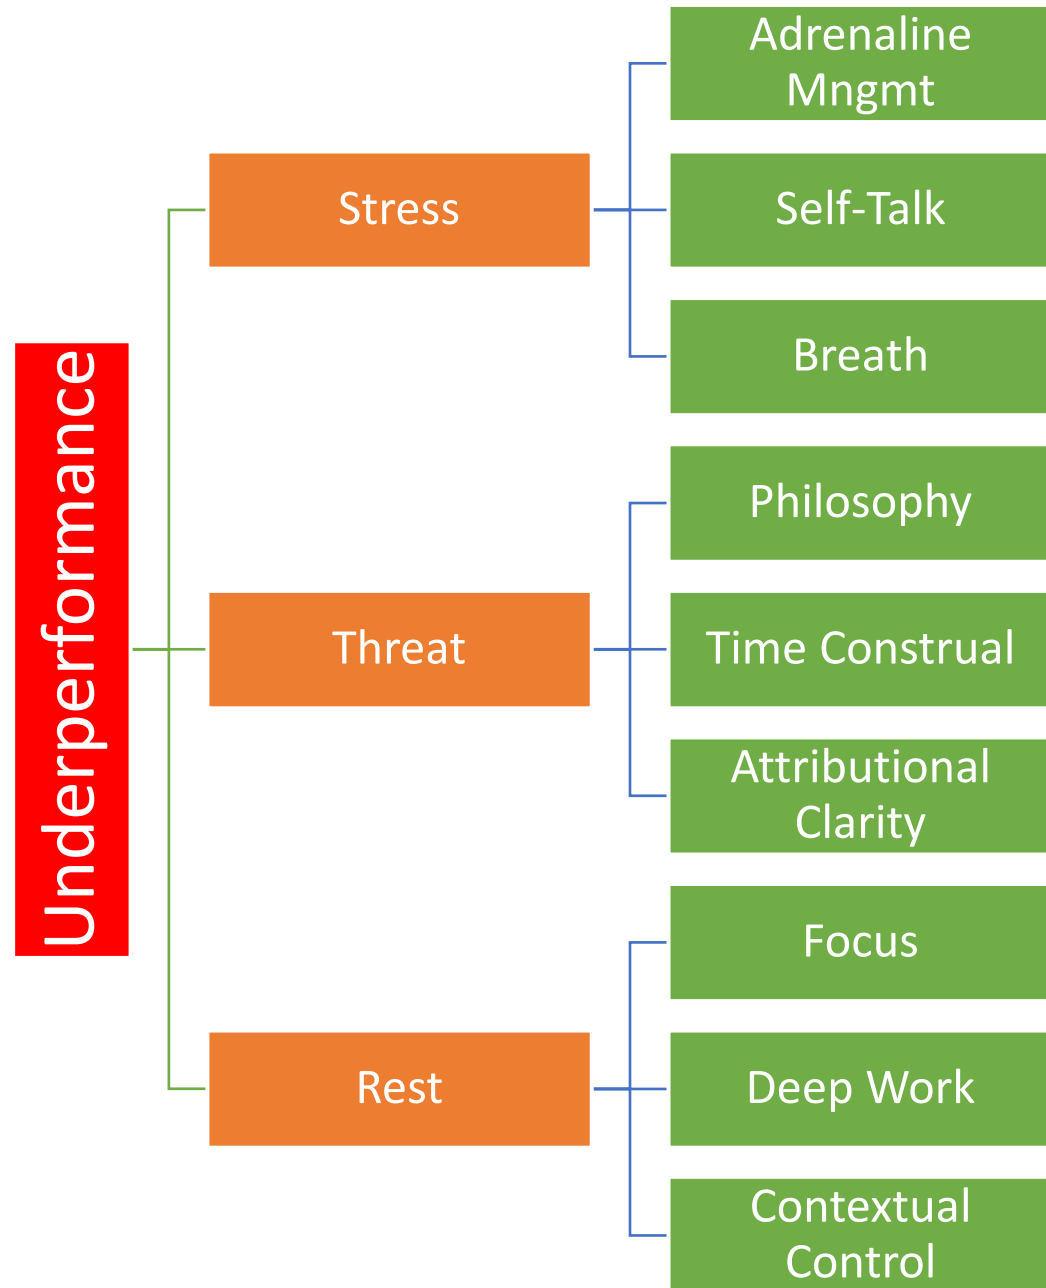 Underperformance
Stress
Adrenaline
Mngmt
Self-Talk
Breath
Threat
Philosophy
Time Construal
Attributional
Clarity
Rest
Focus
Deep Work
Contextual
Control